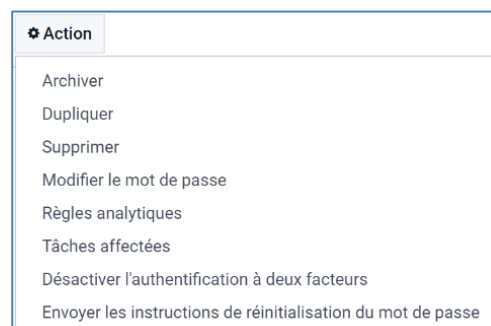 Action
Archiver
Dupliquer
Supprimer
Modifier le mot de passe
Règles analytiques
Tâches affectées
Désactiver l'authentification à deux facteurs
Envoyer les instructions de réinitialisation du mot de passe